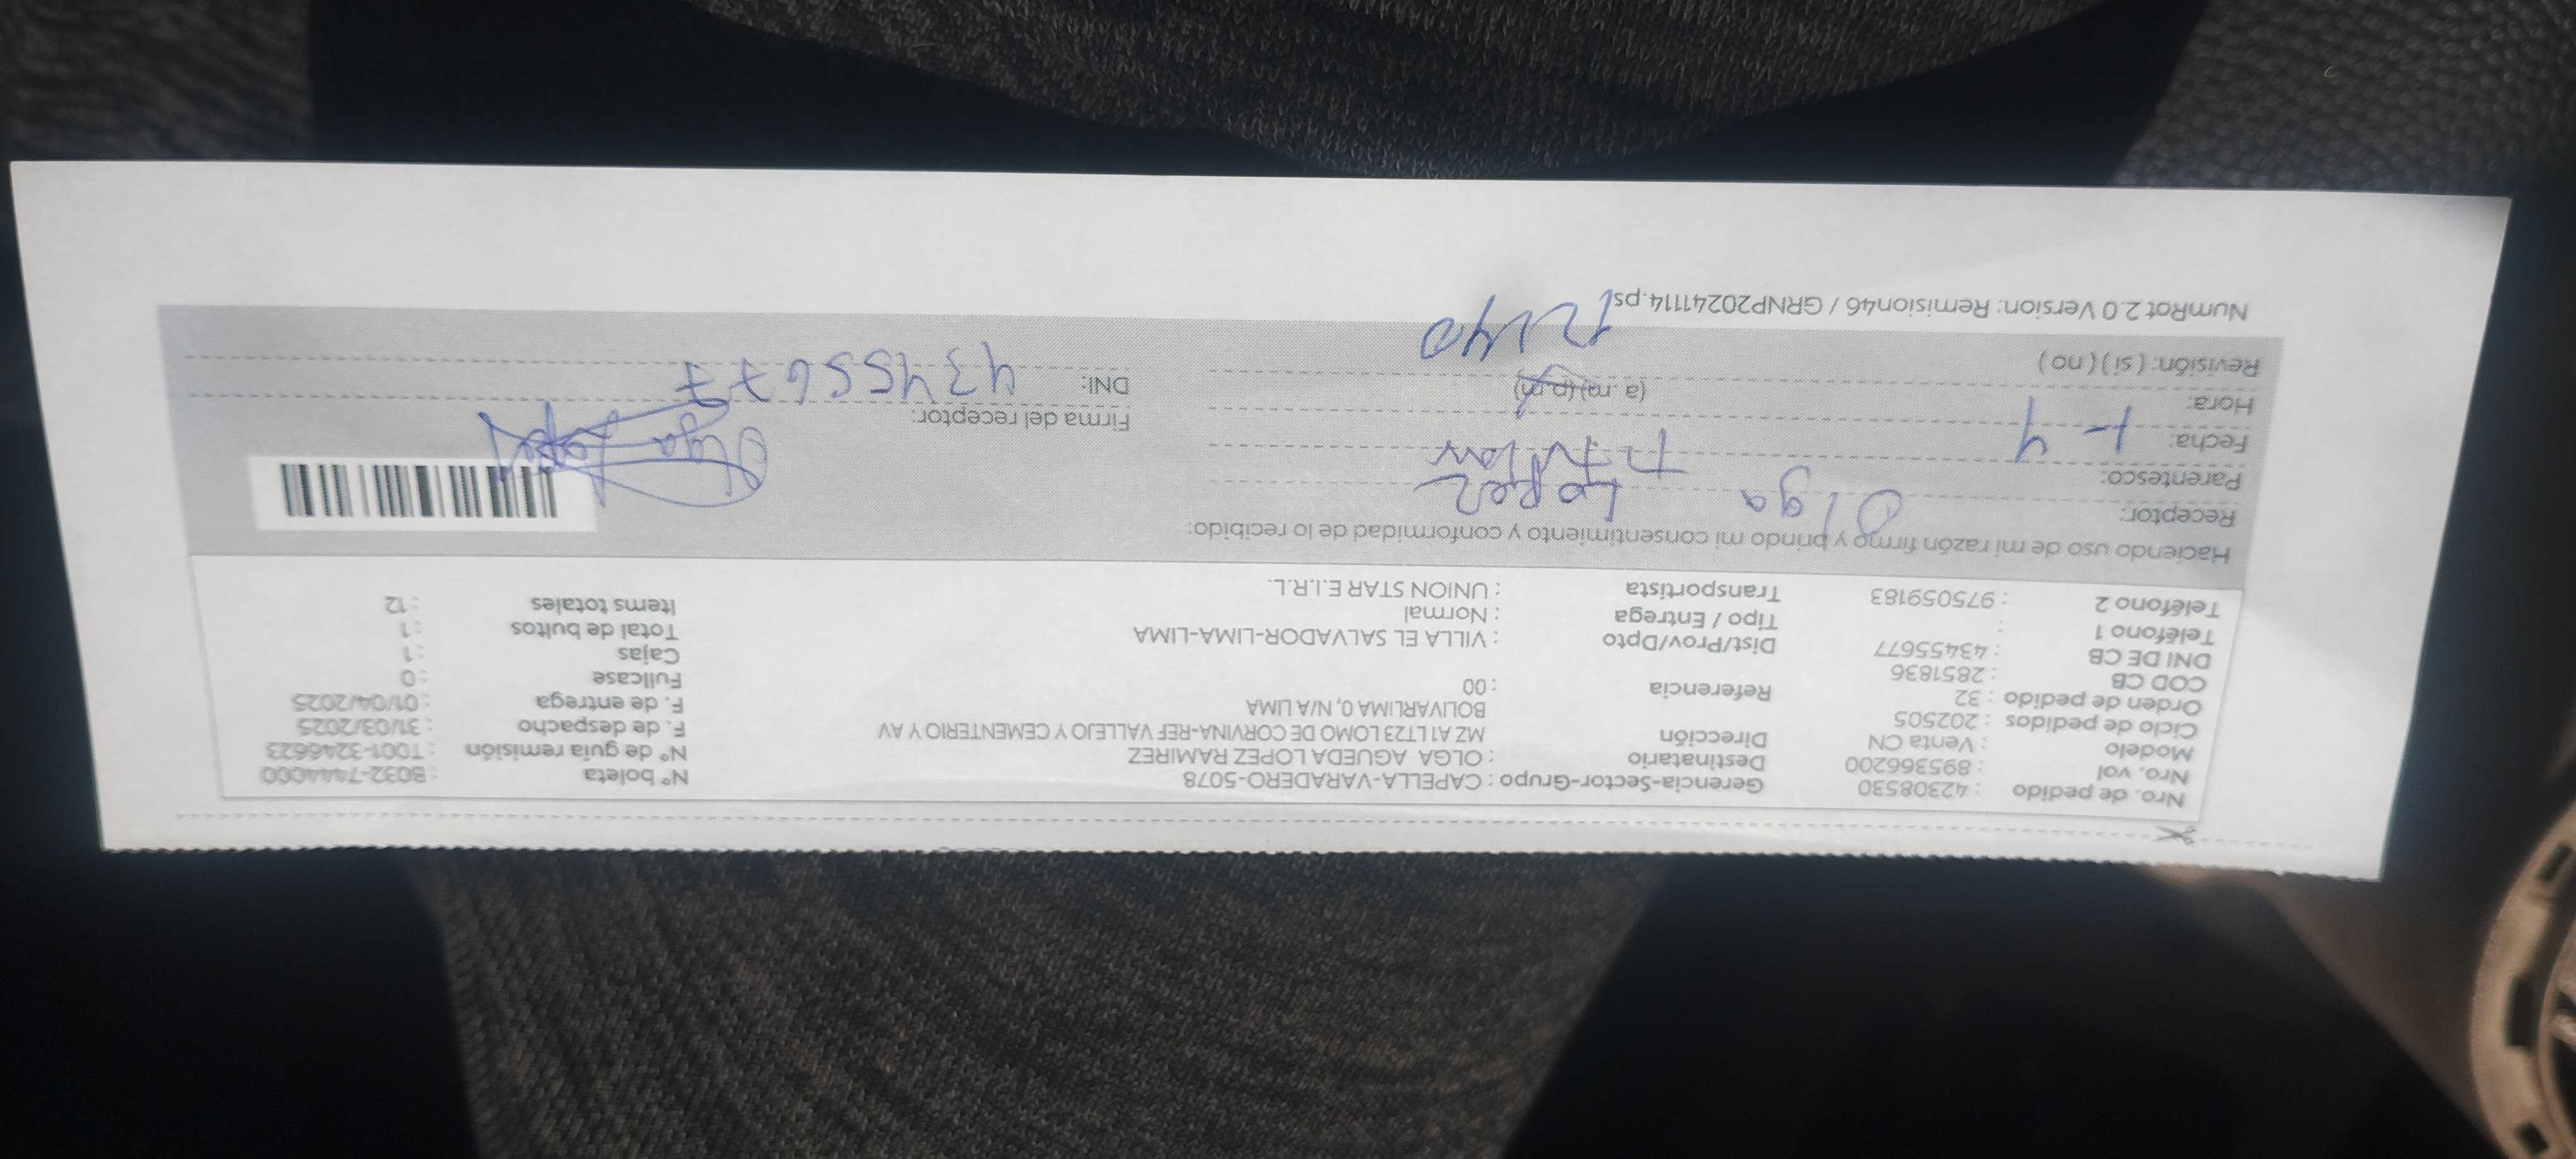 Nro. de pedido : 42308530 Gerencia-Sector-Grupo : CAPELLA-VARADERO-5078 N° boleta : B032-7444000
Nro. vol : 895366200 Destinatario : OLGA AGUEDA LOPEZ RAMIREZ N° de guía remisión : T001-3246623
Modelo : Venta CN Dirección MZ A1 LT23 LOMO DE CORVINA-REF VALLEJO Y CEMENTERIO Y AV F. de despacho : 31/03/2025
Ciclo de pedidos : 202505 BOLIVARLIMA 0, N/A LIMA F. de entrega : 01/04/2025
Orden de pedido : 32 Referencia : 00 Fullcase : 0
COD CB : 2851836 Cajas : 1
DNI DE CB : 43455677 Dist/Prov/Dpto : VILLA EL SALVADOR-LIMA-LIMA Total de bultos : 1
Teléfono 1 : Tipo / Entrega : Normal Items totales : 12
Teléfono 2 : 975059183 Transportista : UNION STAR E.I.R.L.
Haciendo uso de mi razón firmo y brindo mi consentimiento y conformidad de lo recibido:
Receptor: Olga Lopez
Parentesco: Titular
Fecha: 1-4 Firma del receptor: Olga Lopez
Hora: (a. m) (p.m) DNI: 43455677
Revisión: ( si ) ( no ) 12:40
NumRot 2.0 Version: Remision46 / GRNP20241114.ps